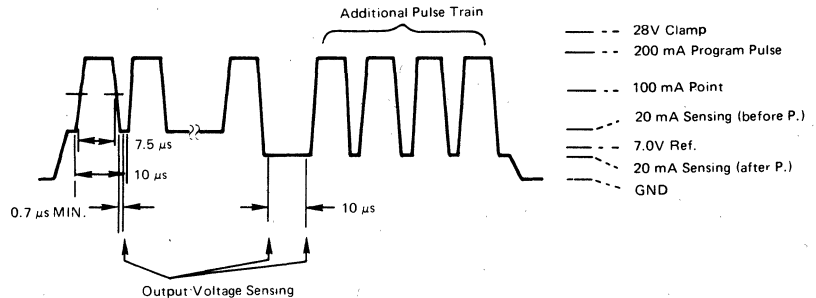 Additional Pulse Train
28V Clamp
200 mA Program Pulse
100 mA Point
20 mA Sensing (before P.)
7.0V Ref.
20 mA Sensing (after P.)
GND
7.5 μs
10 μs
0.7 μs MIN.
10 μs
Output Voltage Sensing